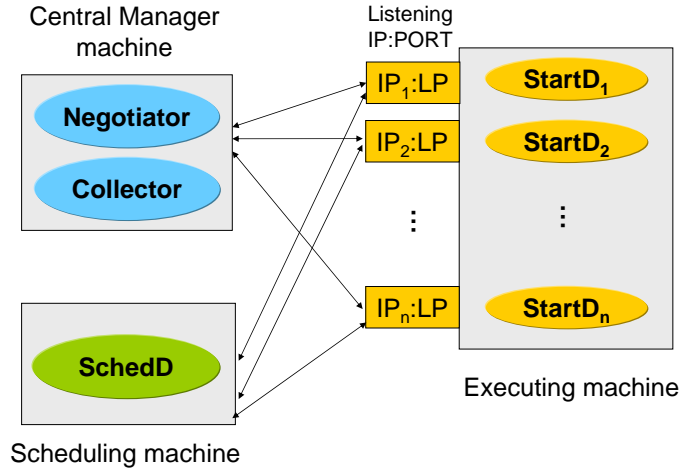 Central Manager
machine
Listening
IP:PORT
Negotiator
Collector
IP₁:LP
StartD₁
IP₂:LP
StartD₂
⋮
⋮
IPₙ:LP
StartDₙ
SchedD
Executing machine
Scheduling machine